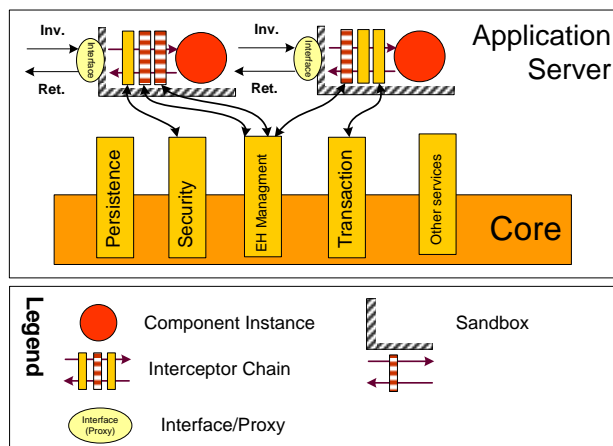 Inv.
Interface
Ret.
Inv.
Interface
Ret.
Application
Server
Persistence
Security
EH Managment
Transaction
Other services
Core
Legend
Component Instance
Sandbox
Interceptor Chain
Interface
(Proxy)
Interface/Proxy